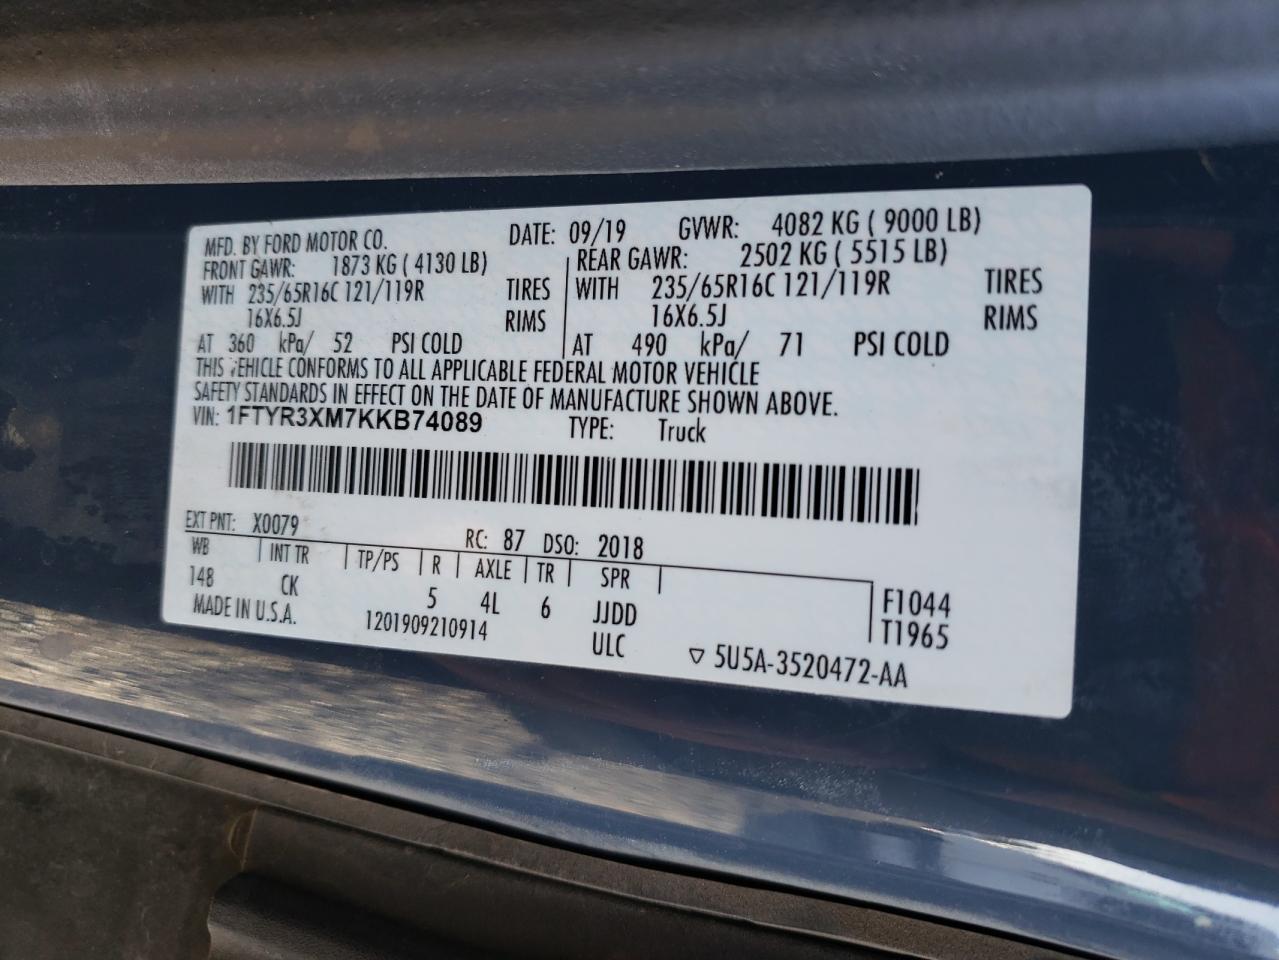 MFD. BY FORD MOTOR CO. DATE: 09/19 GVWR: 4082 KG ( 9000 LB)
FRONT GAWR: 1873 KG ( 4130 LB) REAR GAWR: 2502 KG ( 5515 LB)
WITH 235/65R16C 121/119R TIRES WITH 235/65R16C 121/119R TIRES
16X6.5J RIMS 16X6.5J RIMS
AT 360 kPa/ 52 PSI COLD AT 490 kPa/ 71 PSI COLD
THIS VEHICLE CONFORMS TO ALL APPLICABLE FEDERAL MOTOR VEHICLE
SAFETY STANDARDS IN EFFECT ON THE DATE OF MANUFACTURE SHOWN ABOVE.
VIN: 1FTYR3XM7KKB74089 TYPE: Truck
EXT PNT: X0079 RC: 87 DSO: 2018
WB INT TR TP/PS R AXLE TR SPR
148 CK 5 4L 6 JJDD F1044
MADE IN U.S.A. 1201909210914 ULC T1965
5U5A-3520472-AA